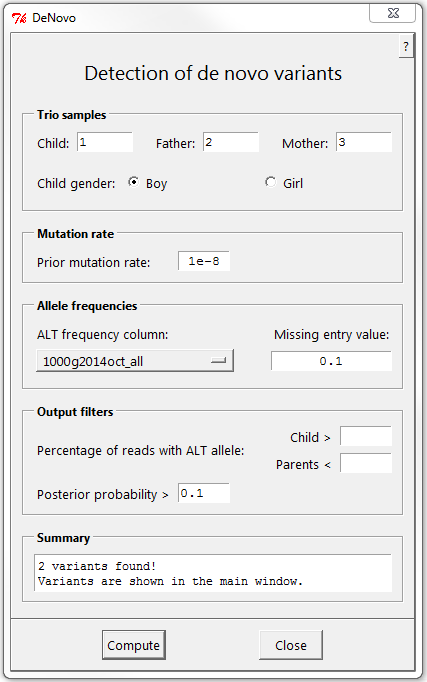 DeNovo
?
Detection of de novo variants
Trio samples
Child: 1 Father: 2 Mother: 3
Child gender: Boy Girl
Mutation rate
Prior mutation rate: 1e-8
Allele frequencies
ALT frequency column: Missing entry value:
1000g2014oct_all 0.1
Output filters
Percentage of reads with ALT allele: Child >
Parents <
Posterior probability > 0.1
Summary
2 variants found!
Variants are shown in the main window.
Compute Close